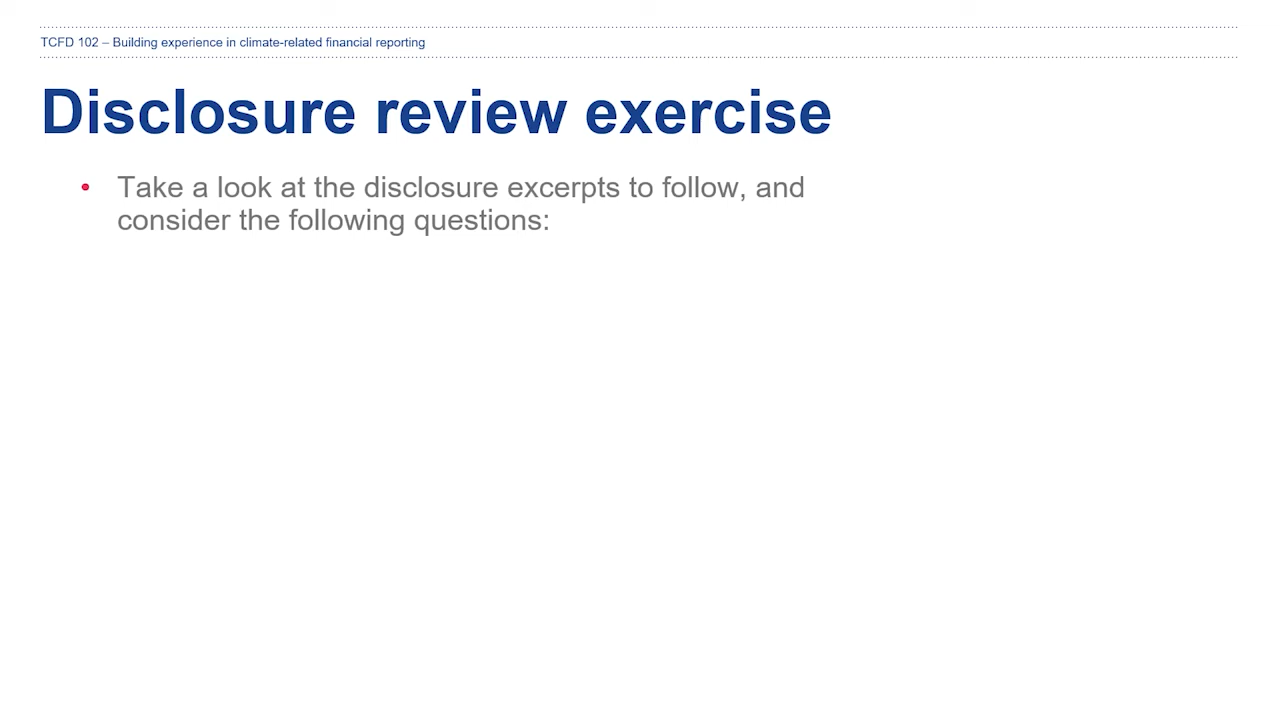 TCFD 102 – Building experience in climate-related financial reporting
Disclosure review exercise
• Take a look at the disclosure excerpts to follow, and
consider the following questions: